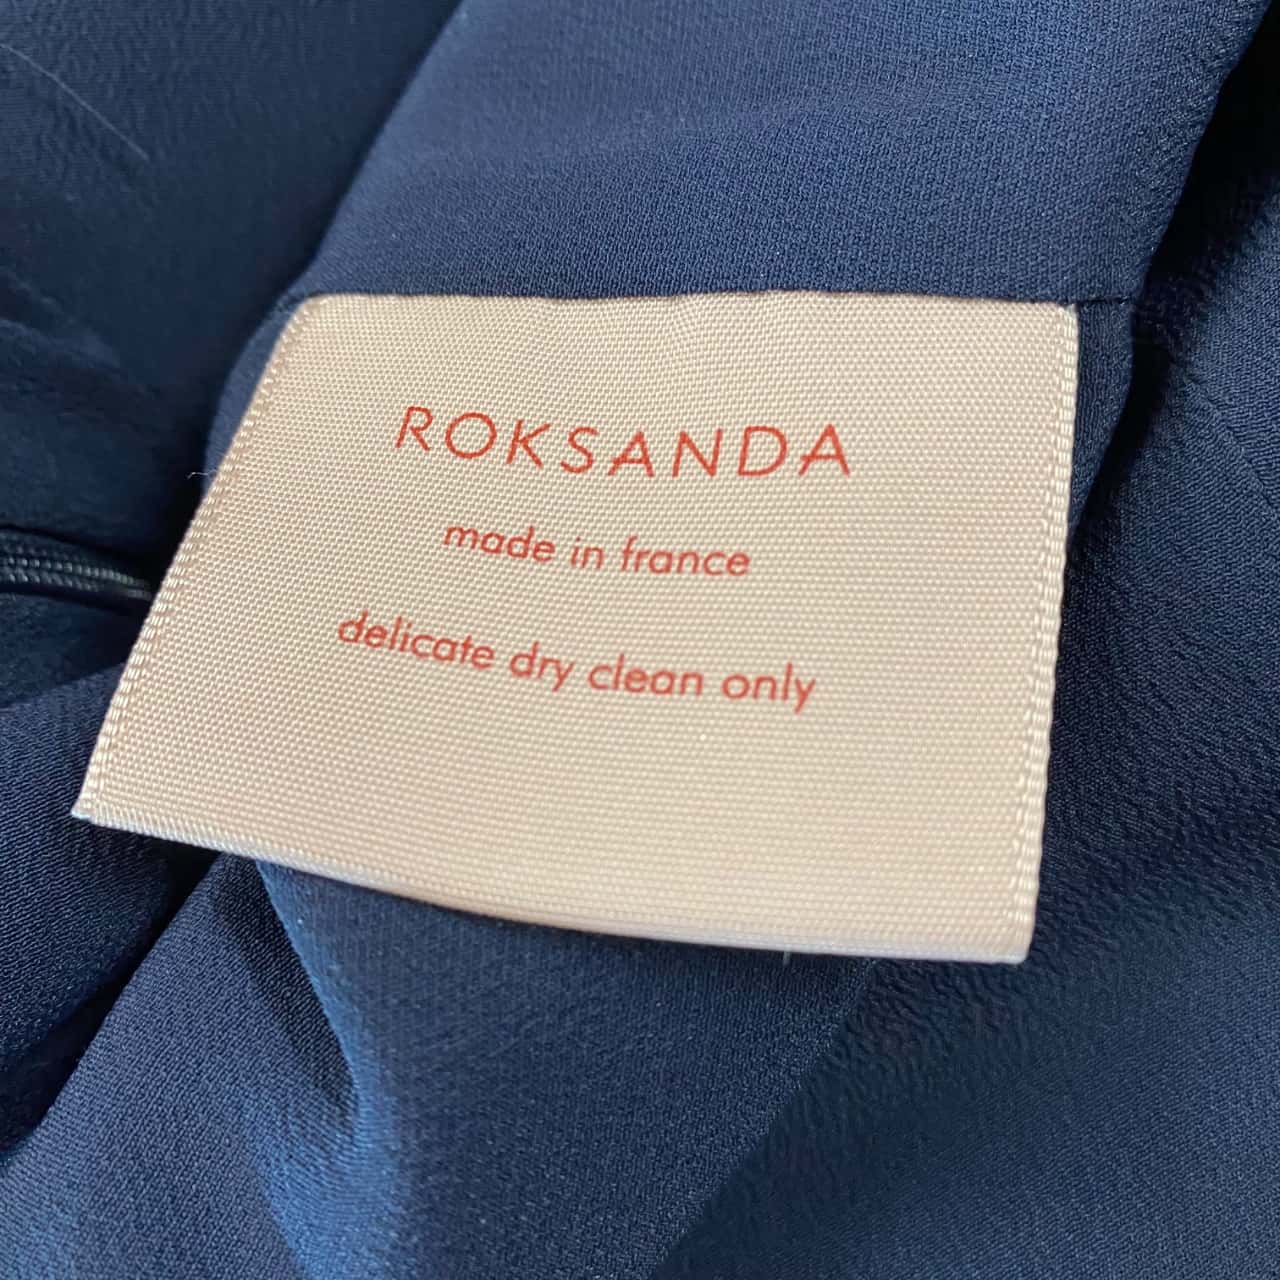 ROKSANDA
made in france
delicate dry clean only